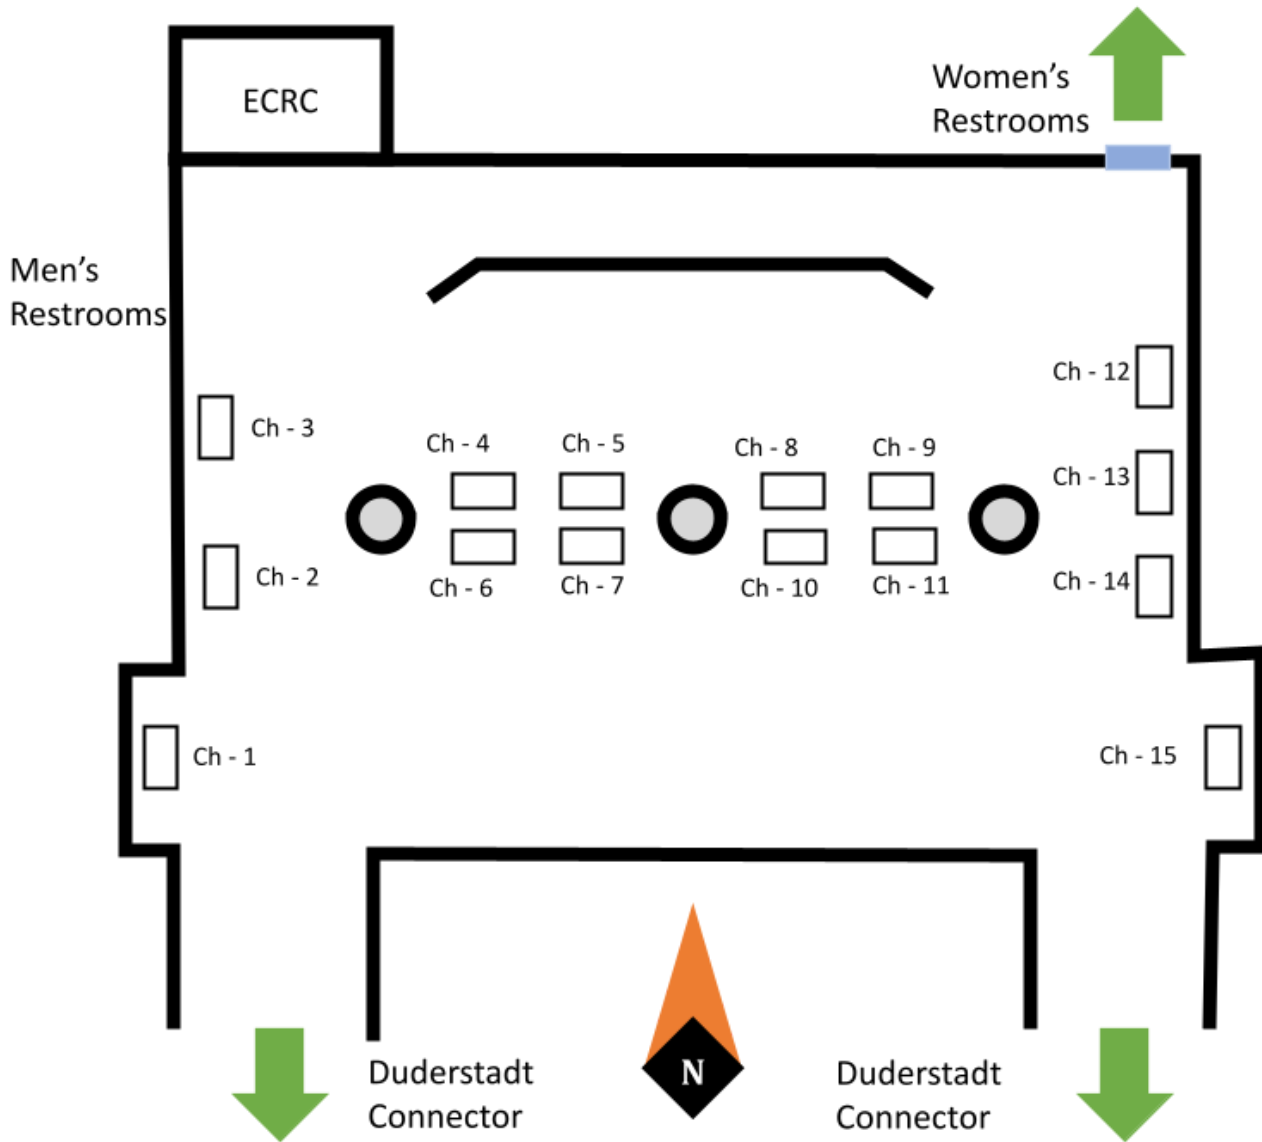 ECRC
Women's
Restrooms
Men's
Restrooms
Ch - 12
Ch - 3
Ch - 4
Ch - 5
Ch - 8
Ch - 9
Ch - 13
Ch - 2
Ch - 6
Ch - 7
Ch - 10
Ch - 11
Ch - 14
Ch - 1
Ch - 15
Duderstadt
Connector
N
Duderstadt
Connector